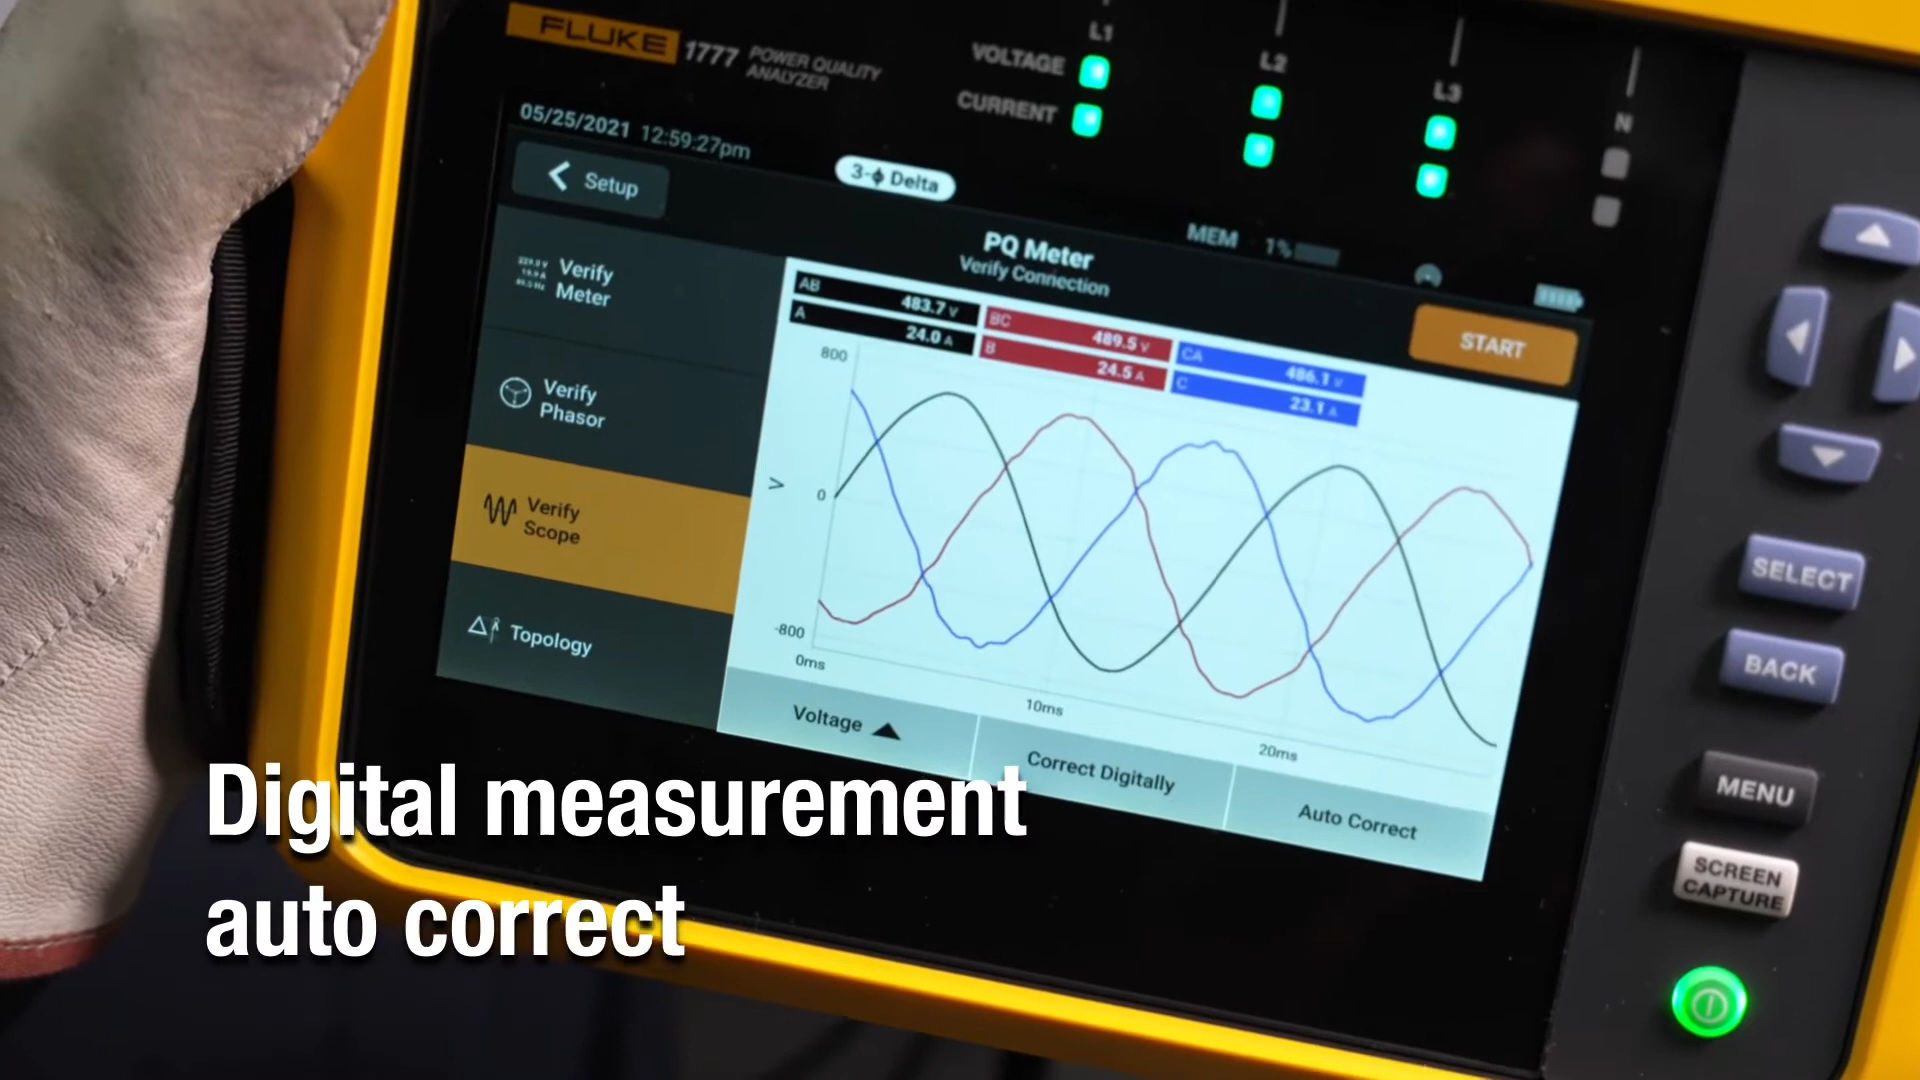 FLUKE 1777 POWER QUALITY
ANALYZER
L1
L2
L3
N
VOLTAGE
CURRENT
05/25/2021 12:59:27pm
Setup
3-ϕ Delta
MEM 1%
PQ Meter
Verify Connection
START
Verify
Meter
Verify
Phasor
Verify
Scope
Topology
AB 483.7 V
A 24.0 A
BC 489.5 V
B 24.5 A
CA 486.1 V
C 23.1 A
800
V
0
-800
0ms
10ms
20ms
Voltage
Correct Digitally
Auto Correct
SELECT
BACK
MENU
SCREEN
CAPTURE
Digital measurement
auto correct